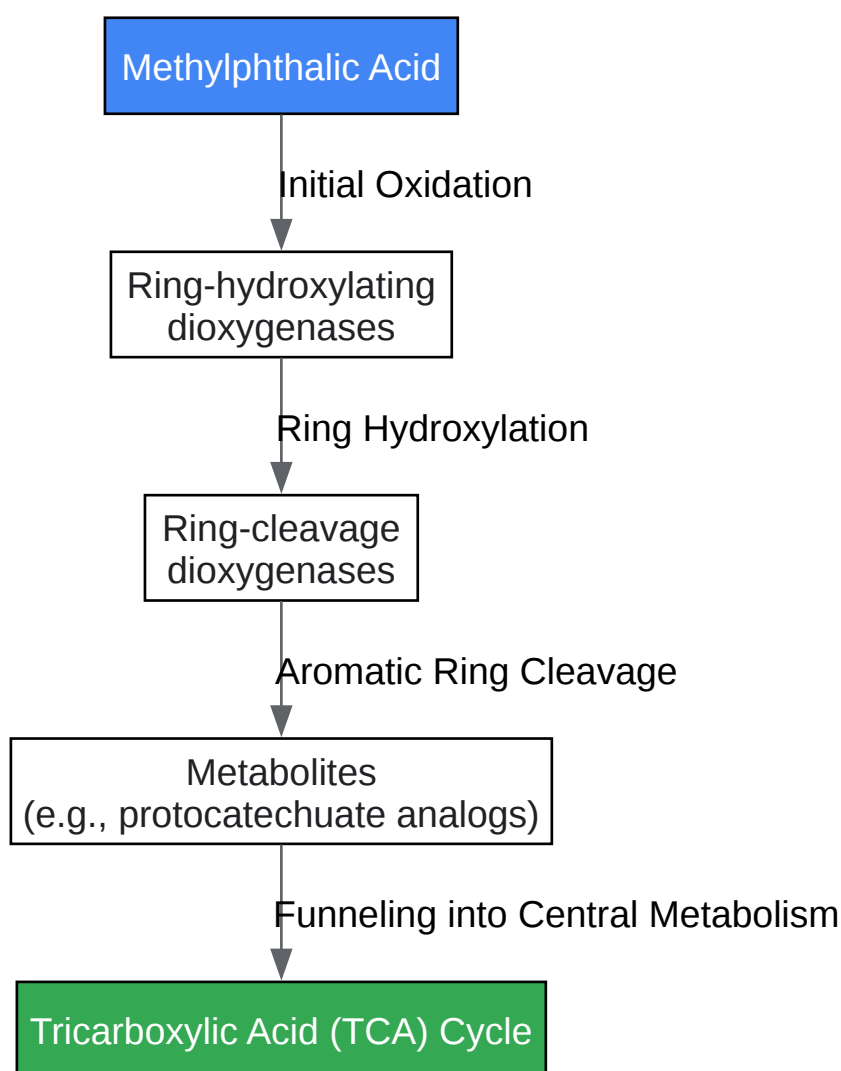 Methylphthalic Acid
Initial Oxidation
Ring-hydroxylating
dioxygenases
Ring Hydroxylation
Ring-cleavage
dioxygenases
Aromatic Ring Cleavage
Metabolites
(e.g., protocatechuate analogs)
Funneling into Central Metabolism
Tricarboxylic Acid (TCA) Cycle